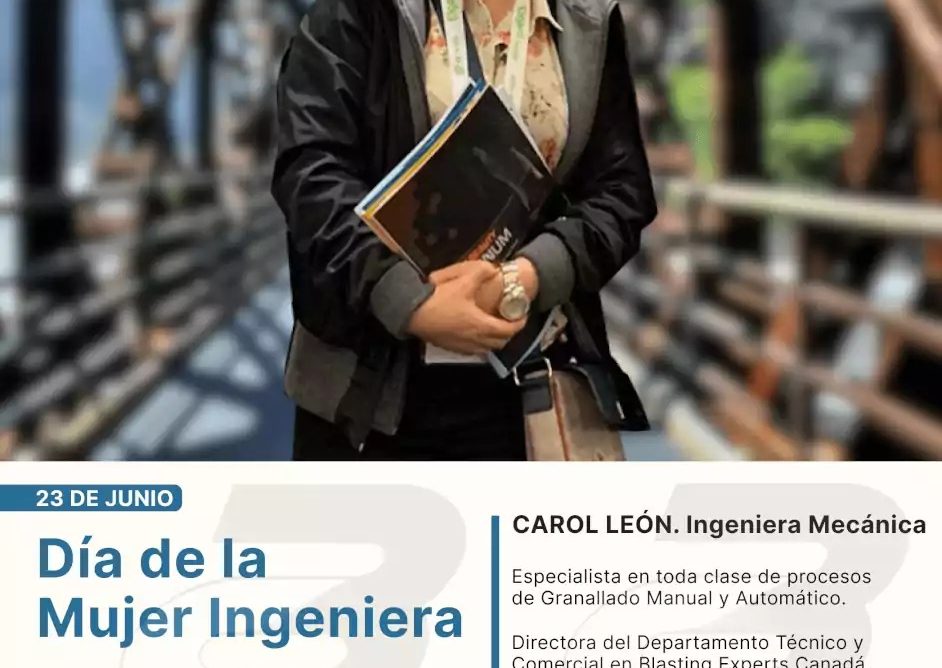 NUM
23 DE JUNIO
Día de la
Mujer Ingeniera
CAROL LEÓN. Ingeniera Mecánica
Especialista en toda clase de procesos
de Granallado Manual y Automático.
Directora del Departamento Técnico y
Comercial en Blasting Experts Canadá